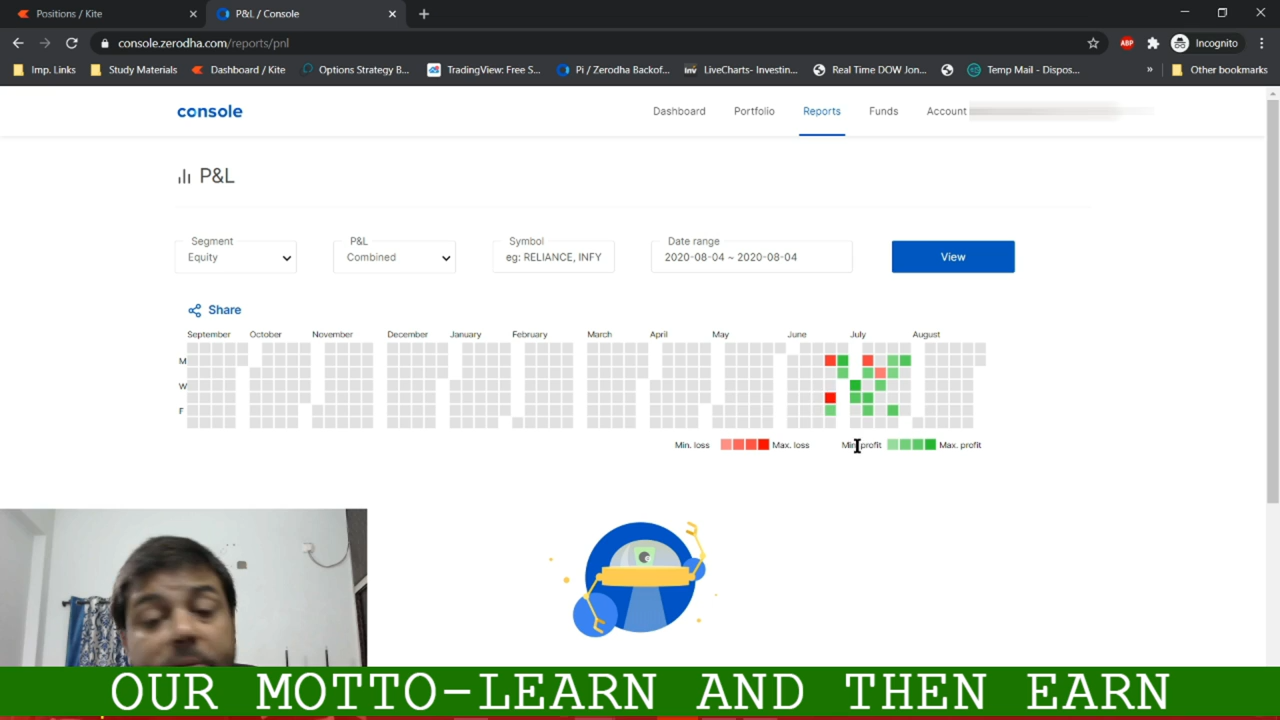 Positions / Kite
P&L / Console
console.zerodha.com/reports/pnl
ABP
Incognito
Imp. Links
Study Materials
Dashboard / Kite
Options Strategy B...
TradingView: Free S...
Pi / Zerodha Backof...
Inv LiveCharts- Investin...
Real Time DOW Jon...
Temp Mail - Dispos...
»
Other bookmarks
console
Dashboard
Portfolio
Reports
Funds
Account
P&L
Segment
Equity
P&L
Combined
Symbol
eg: RELIANCE, INFY
Date range
2020-08-04 ~ 2020-08-04
View
Share
September October November December January February March April May June July August
M
W
F
Min. loss
Max. loss
Min. profit
Max. profit
OUR MOTTO-LEARN AND THEN EARN